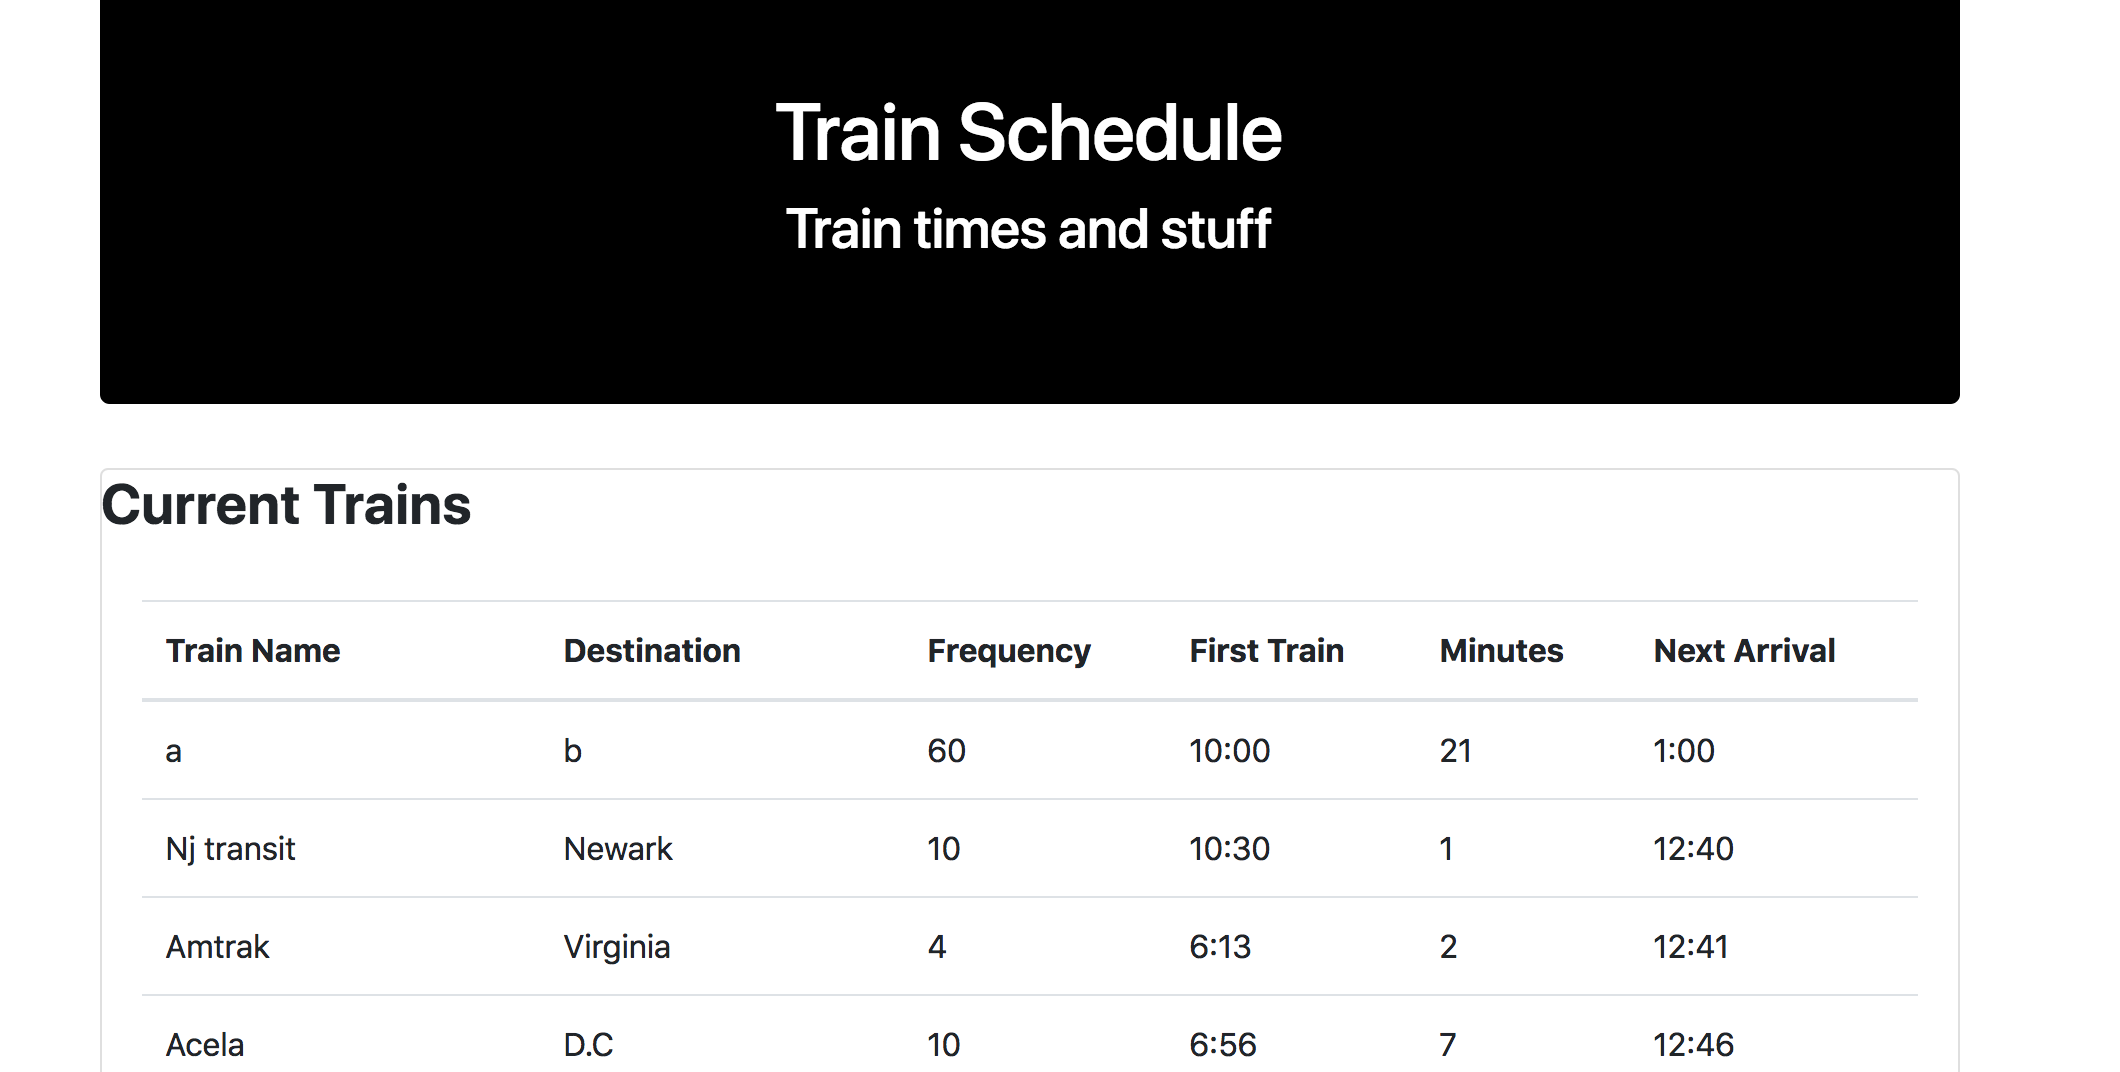 Train Schedule
Train times and stuff
Current Trains
Train Name Destination Frequency First Train Minutes Next Arrival
a b 60 10:00 21 1:00
Nj transit Newark 10 10:30 1 12:40
Amtrak Virginia 4 6:13 2 12:41
Acela D.C 10 6:56 7 12:46